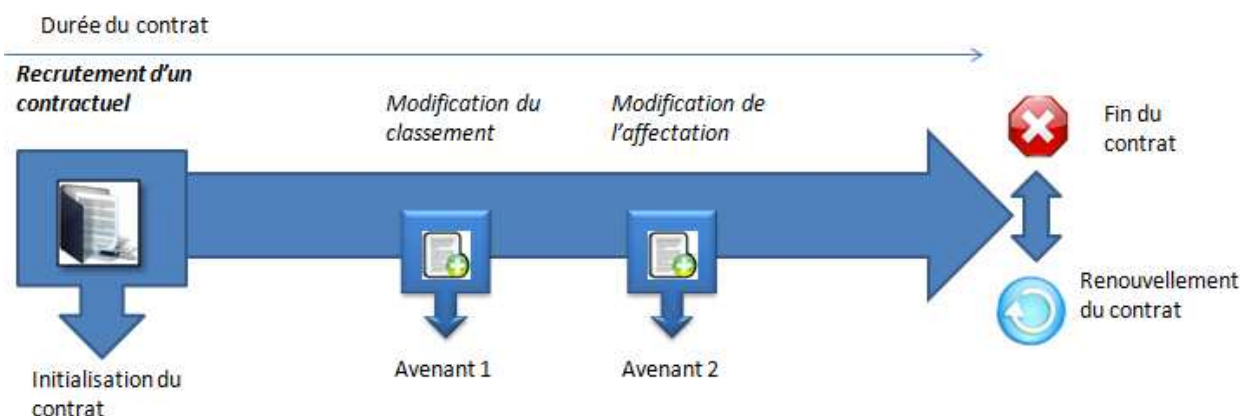 Durée du contrat
Recrutement d'un
contractuel
Modification du
classement
Modification de
l'affectation
Fin du
contrat
Renouvellement
du contrat
Avenant 1
Avenant 2
Initialisation du
contrat